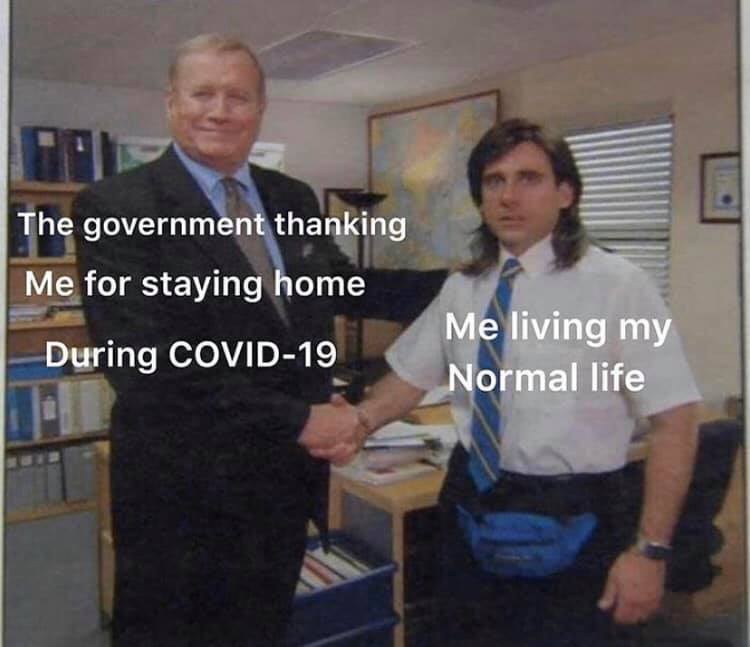 The government thanking
Me for staying home
During COVID-19
Me living my
Normal life